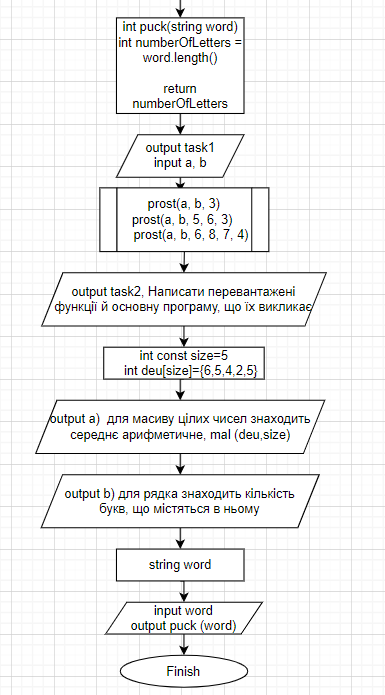 int puck(string word)
int numberOfLetters =
word.length()
return
numberOfLetters
output task1
input a, b
prost(a, b, 3)
prost(a, b, 5, 6, 3)
prost(a, b, 6, 8, 7, 4)
output task2, Написати перевантажені
функції й основну програму, що їх викликає
int const size=5
int deu[size]={6,5,4,2,5}
output a) для масиву цілих чисел знаходить
середнє арифметичне, mal (deu,size)
output b) для рядка знаходить кількість
букв, що містяться в ньому
string word
input word
output puck (word)
Finish